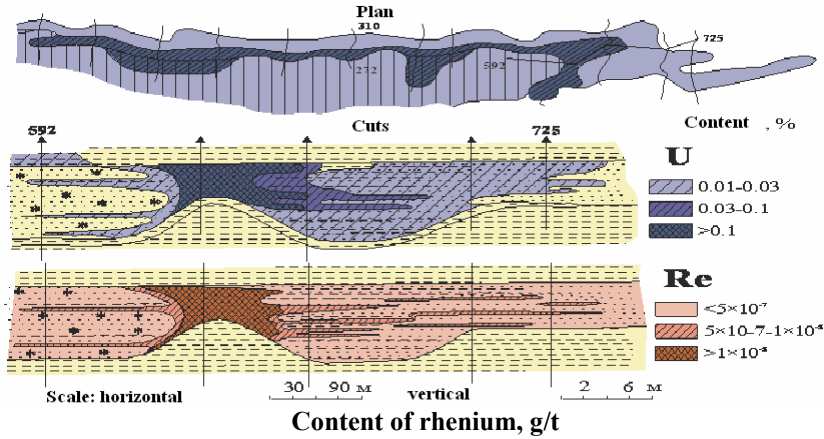 Plan
310
725
272
592
Cuts
Content , %
592
725
U
0.01-0.03
0.03-0.1
>0.1
Re
<5×10⁻⁷
5×10-7-1×10⁻⁶
>1×10⁻⁶
30 90 м
2 6 м
Scale: horizontal
vertical
Content of rhenium, g/t